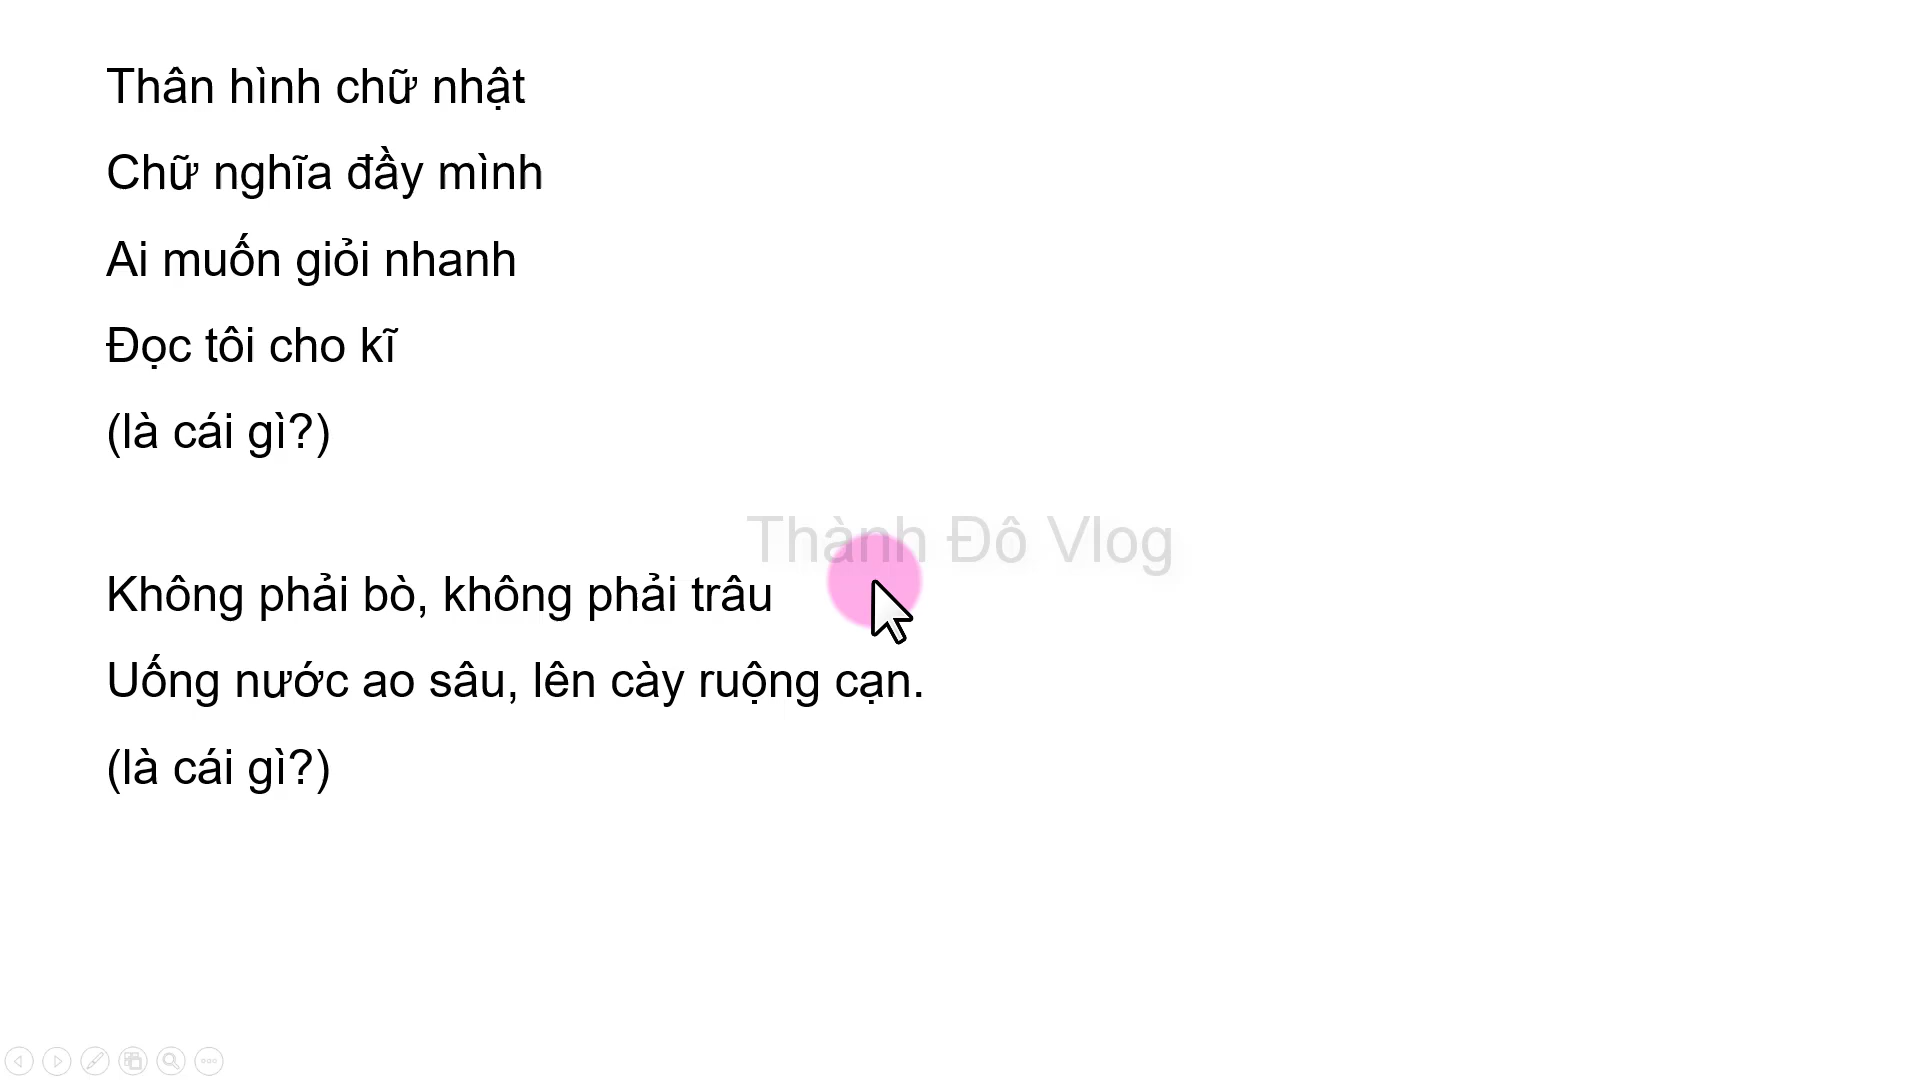 Thân hình chữ nhật
Chữ nghĩa đầy mình
Ai muốn giỏi nhanh
Đọc tôi cho kĩ
(là cái gì?)
Thành Đô Vlog
Không phải bò, không phải trâu
Uống nước ao sâu, lên cày ruộng cạn.
(là cái gì?)